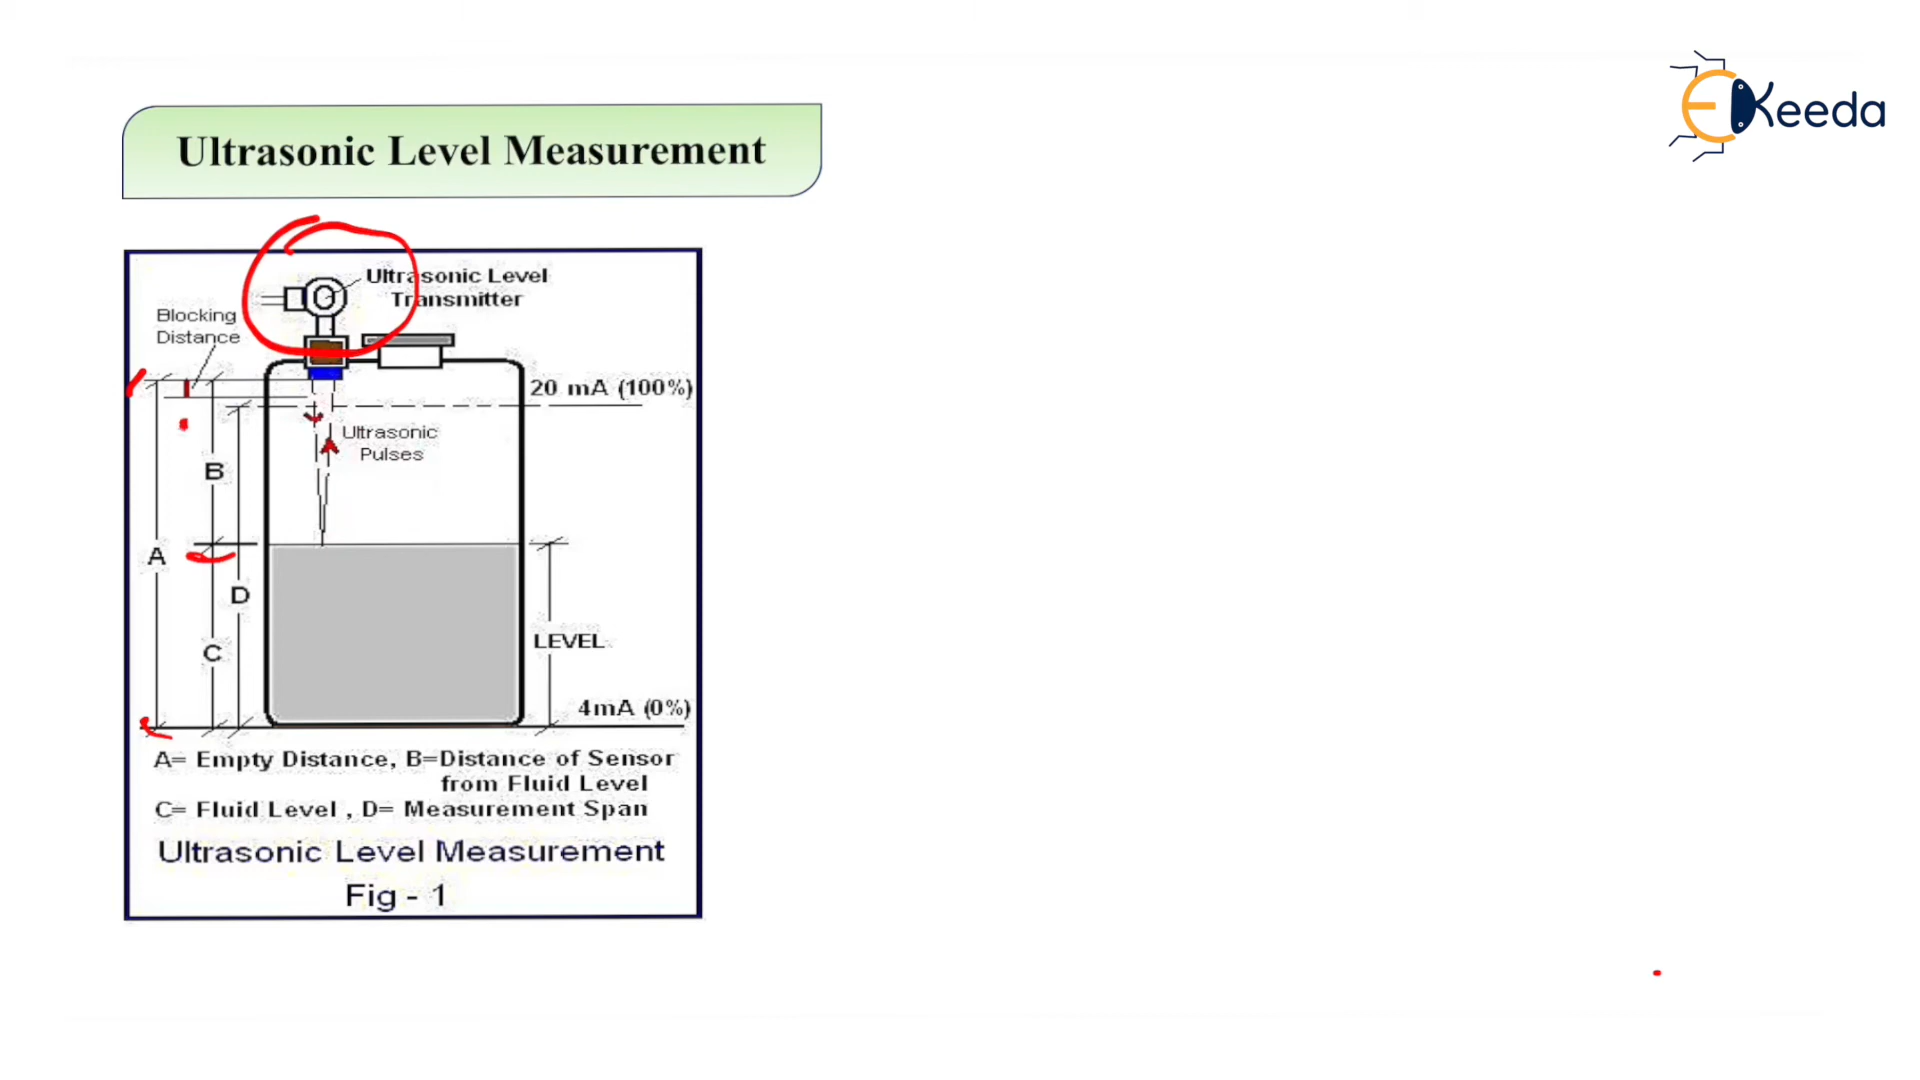 EKeeda
Ultrasonic Level Measurement
Ultrasonic Level
Transmitter
Blocking
Distance
20 mA (100%)
Ultrasonic
Pulses
B
A
D
C
LEVEL
4mA (0%)
A= Empty Distance, B=Distance of Sensor
from Fluid Level
C= Fluid Level , D= Measurement Span
Ultrasonic Level Measurement
Fig - 1